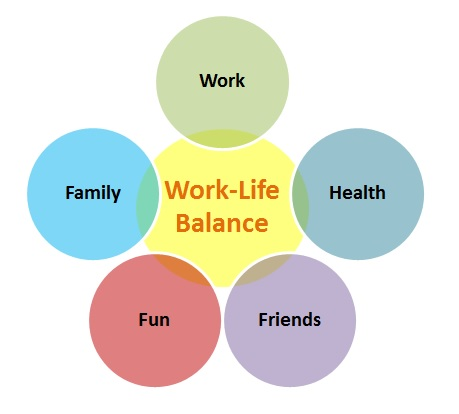 Work
Family
Work-Life
Balance
Health
Fun
Friends